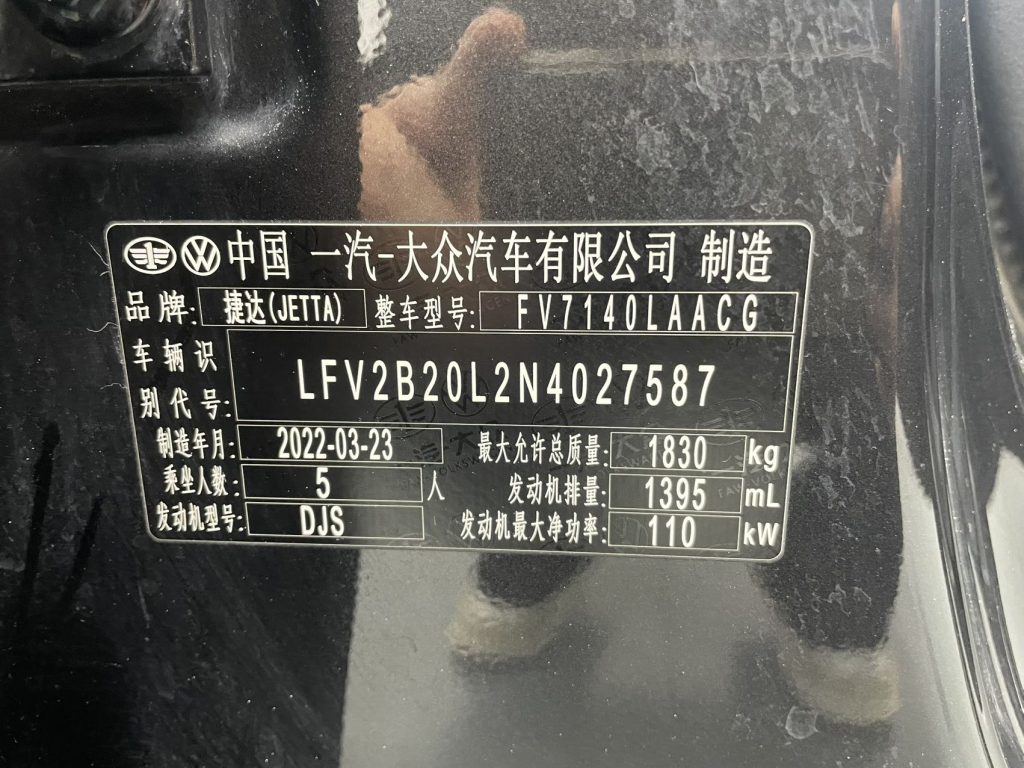 中国 一汽-大众汽车有限公司 制造
品牌: 捷达(JETTA) 整车型号: FV7140LAACG
车辆识别代号: LFV2B20L2N4027587
制造年月: 2022-03-23 最大允许总质量: 1830 kg
乘坐人数: 5 人 发动机排量: 1395 mL
发动机型号: DJS 发动机最大净功率: 110 kW